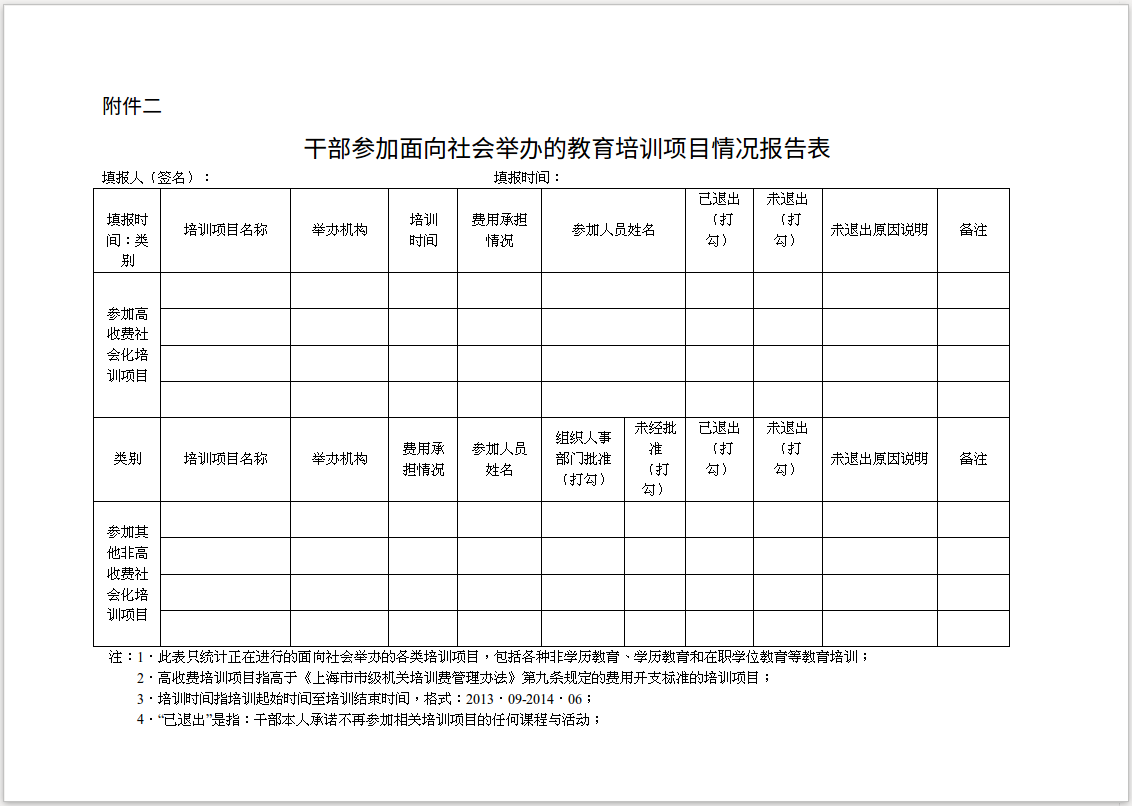 附件二
干部参加面向社会举办的教育培训项目情况报告表
填报人（签名）：
填报时间：
填报时
间：类
别
培训项目名称
举办机构
培训
时间
费用承担
情况
参加人员姓名
已退出
（打
勾）
未退出
（打
勾）
未退出原因说明
备注
参加高
收费社
会化培
训项目
类别
培训项目名称
举办机构
费用承
担情况
参加人员
姓名
组织人事
部门批准
（打勾）
未经批
准
（打
勾）
已退出
（打
勾）
未退出
（打
勾）
未退出原因说明
备注
参加其
他非高
收费社
会化培
训项目
注：1．此表只统计正在进行的面向社会举办的各类培训项目，包括各种非学历教育、学历教育和在职学位教育等教育培训；
2．高收费培训项目指高于《上海市市级机关培训费管理办法》第九条规定的费用开支标准的培训项目；
3．培训时间指培训起始时间至培训结束时间，格式：2013．09-2014．06；
4．“已退出”是指：干部本人承诺不再参加相关培训项目的任何课程与活动；